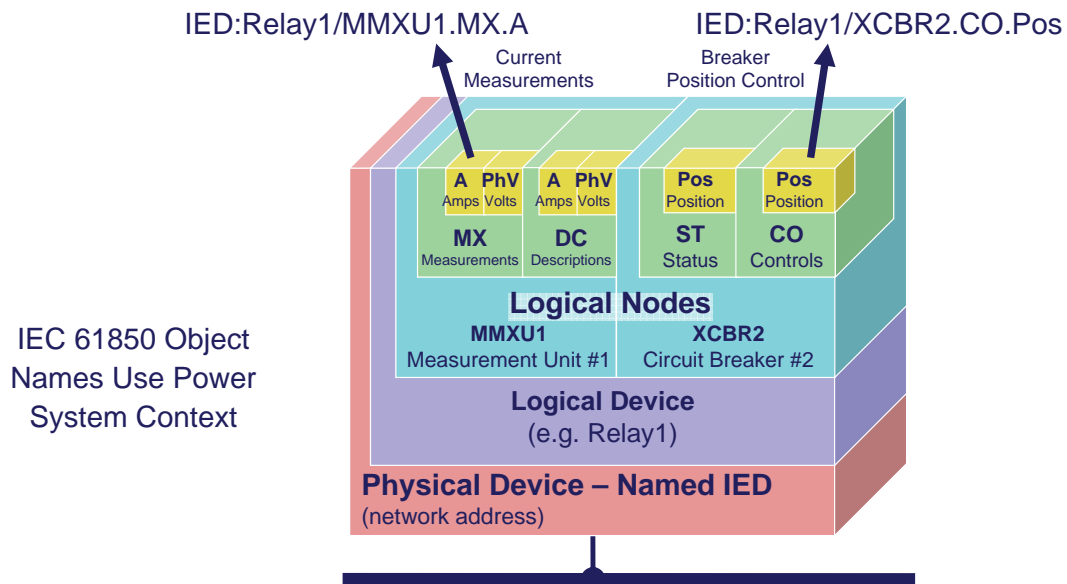 IED:Relay1/MMXU1.MX.A
IED:Relay1/XCBR2.CO.Pos
Current
Measurements
Breaker
Position Control
A
PhV
A
PhV
Pos
Pos
Amps
Volts
Amps
Volts
Position
Position
MX
DC
ST
CO
Measurements
Descriptions
Status
Controls
Logical Nodes
MMXU1
XCBR2
Measurement Unit #1
Circuit Breaker #2
IEC 61850 Object
Names Use Power
System Context
Logical Device
(e.g. Relay1)
Physical Device – Named IED
(network address)